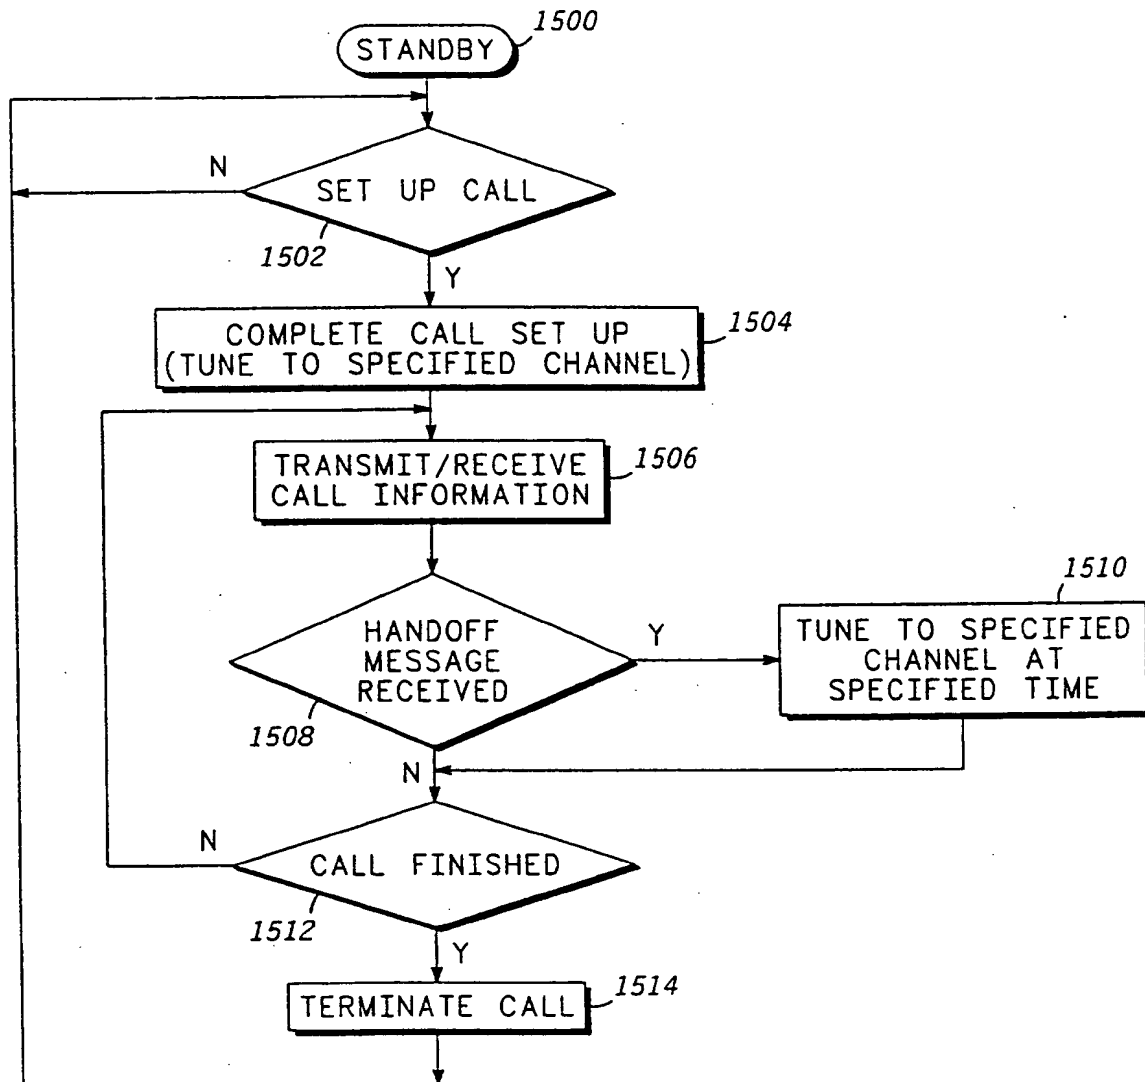 1500
STANDBY
N
SET UP CALL
1502
Y
COMPLETE CALL SET UP
(TUNE TO SPECIFIED CHANNEL)
1504
TRANSMIT/RECEIVE
CALL INFORMATION
1506
HANDOFF
MESSAGE
RECEIVED
1508
Y
1510
TUNE TO SPECIFIED
CHANNEL AT
SPECIFIED TIME
N
N
CALL FINISHED
1512
Y
TERMINATE CALL
1514